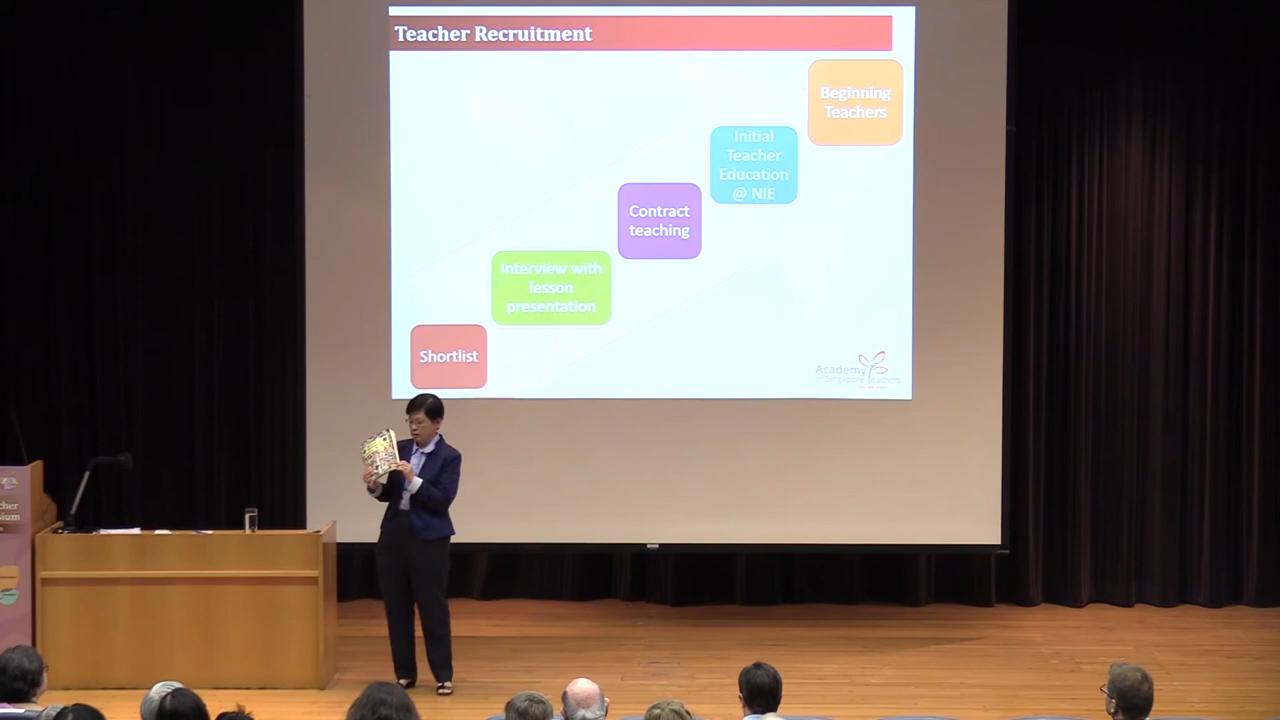 Teacher Recruitment
Beginning
Teachers
Initial
Teacher
Education
@ NIE
Contract
teaching
Interview with
lesson
presentation
Shortlist
Academy
of Singapore Teachers